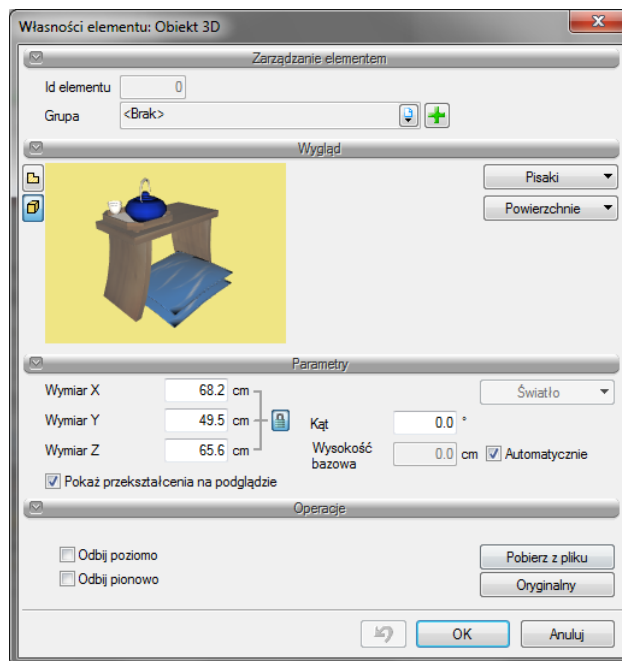 Własności elementu: Obiekt 3D
Zarządzanie elementem
Id elementu 0
Grupa <Brak>
Wygląd
Pisaki
Powierzchnie
Parametry
Wymiar X 68.2 cm Światło
Wymiar Y 49.5 cm Kąt 0.0 °
Wymiar Z 65.6 cm Wysokość bazowa 0.0 cm Automatycznie
Pokaż przekształcenia na podglądzie
Operacje
Odbij poziomo Pobierz z pliku
Odbij pionowo Oryginalny
OK Anuluj